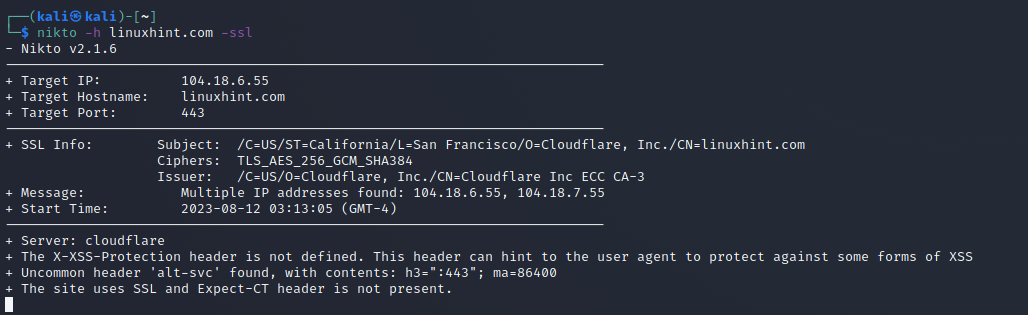 ┌──(kali㉿kali)-[~]
└─$ nikto -h linuxhint.com -ssl
- Nikto v2.1.6
---------------------------------------------------------------------------
+ Target IP:          104.18.6.55
+ Target Hostname:    linuxhint.com
+ Target Port:        443
---------------------------------------------------------------------------
+ SSL Info:        Subject:  /C=US/ST=California/L=San Francisco/O=Cloudflare, Inc./CN=linuxhint.com
                   Ciphers:  TLS_AES_256_GCM_SHA384
                   Issuer:   /C=US/O=Cloudflare, Inc./CN=Cloudflare Inc ECC CA-3
+ Message:            Multiple IP addresses found: 104.18.6.55, 104.18.7.55
+ Start Time:         2023-08-12 03:13:05 (GMT-4)
---------------------------------------------------------------------------
+ Server: cloudflare
+ The X-XSS-Protection header is not defined. This header can hint to the user agent to protect against some forms of XSS
+ Uncommon header 'alt-svc' found, with contents: h3=":443"; ma=86400
+ The site uses SSL and Expect-CT header is not present.